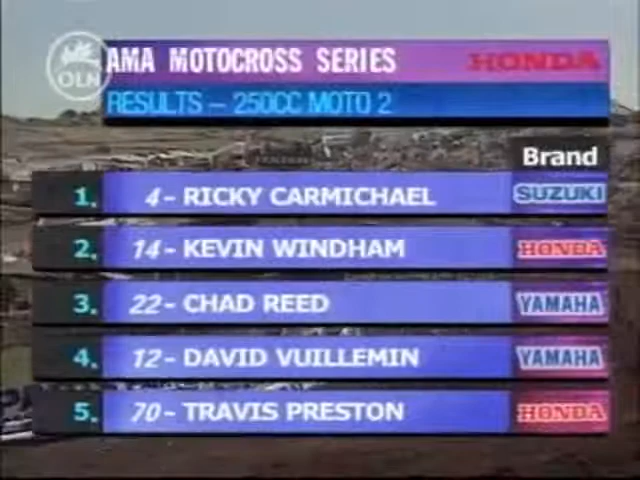 OLN
AMA MOTOCROSS SERIES HONDA
RESULTS - 250CC MOTO 2
Brand
1. 4- RICKY CARMICHAEL SUZUKI
2. 14- KEVIN WINDHAM HONDA
3. 22- CHAD REED YAMAHA
4. 12- DAVID VUILLEMIN YAMAHA
5. 70- TRAVIS PRESTON HONDA